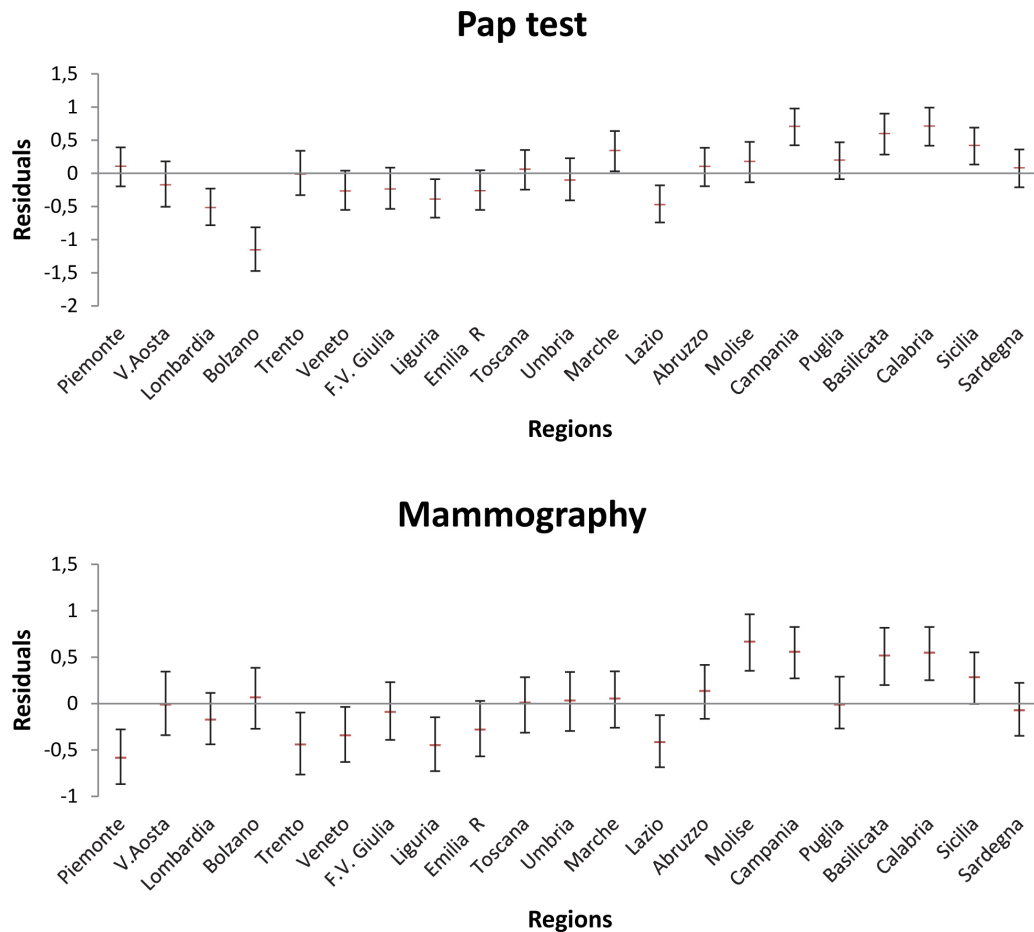 Pap test
1,5
1
0,5
0
-0,5
-1
-1,5
-2
Residuals
Piemonte
V.Aosta
Lombardia
Bolzano
Trento
Veneto
F.V. Giulia
Liguria
Emilia R
Toscana
Umbria
Marche
Lazio
Abruzzo
Molise
Campania
Puglia
Basilicata
Calabria
Sicilia
Sardegna
Regions
Mammography
1,5
1
0,5
0
-0,5
-1
Residuals
Piemonte
V.Aosta
Lombardia
Bolzano
Trento
Veneto
F.V. Giulia
Liguria
Emilia R
Toscana
Umbria
Marche
Lazio
Abruzzo
Molise
Campania
Puglia
Basilicata
Calabria
Sicilia
Sardegna
Regions